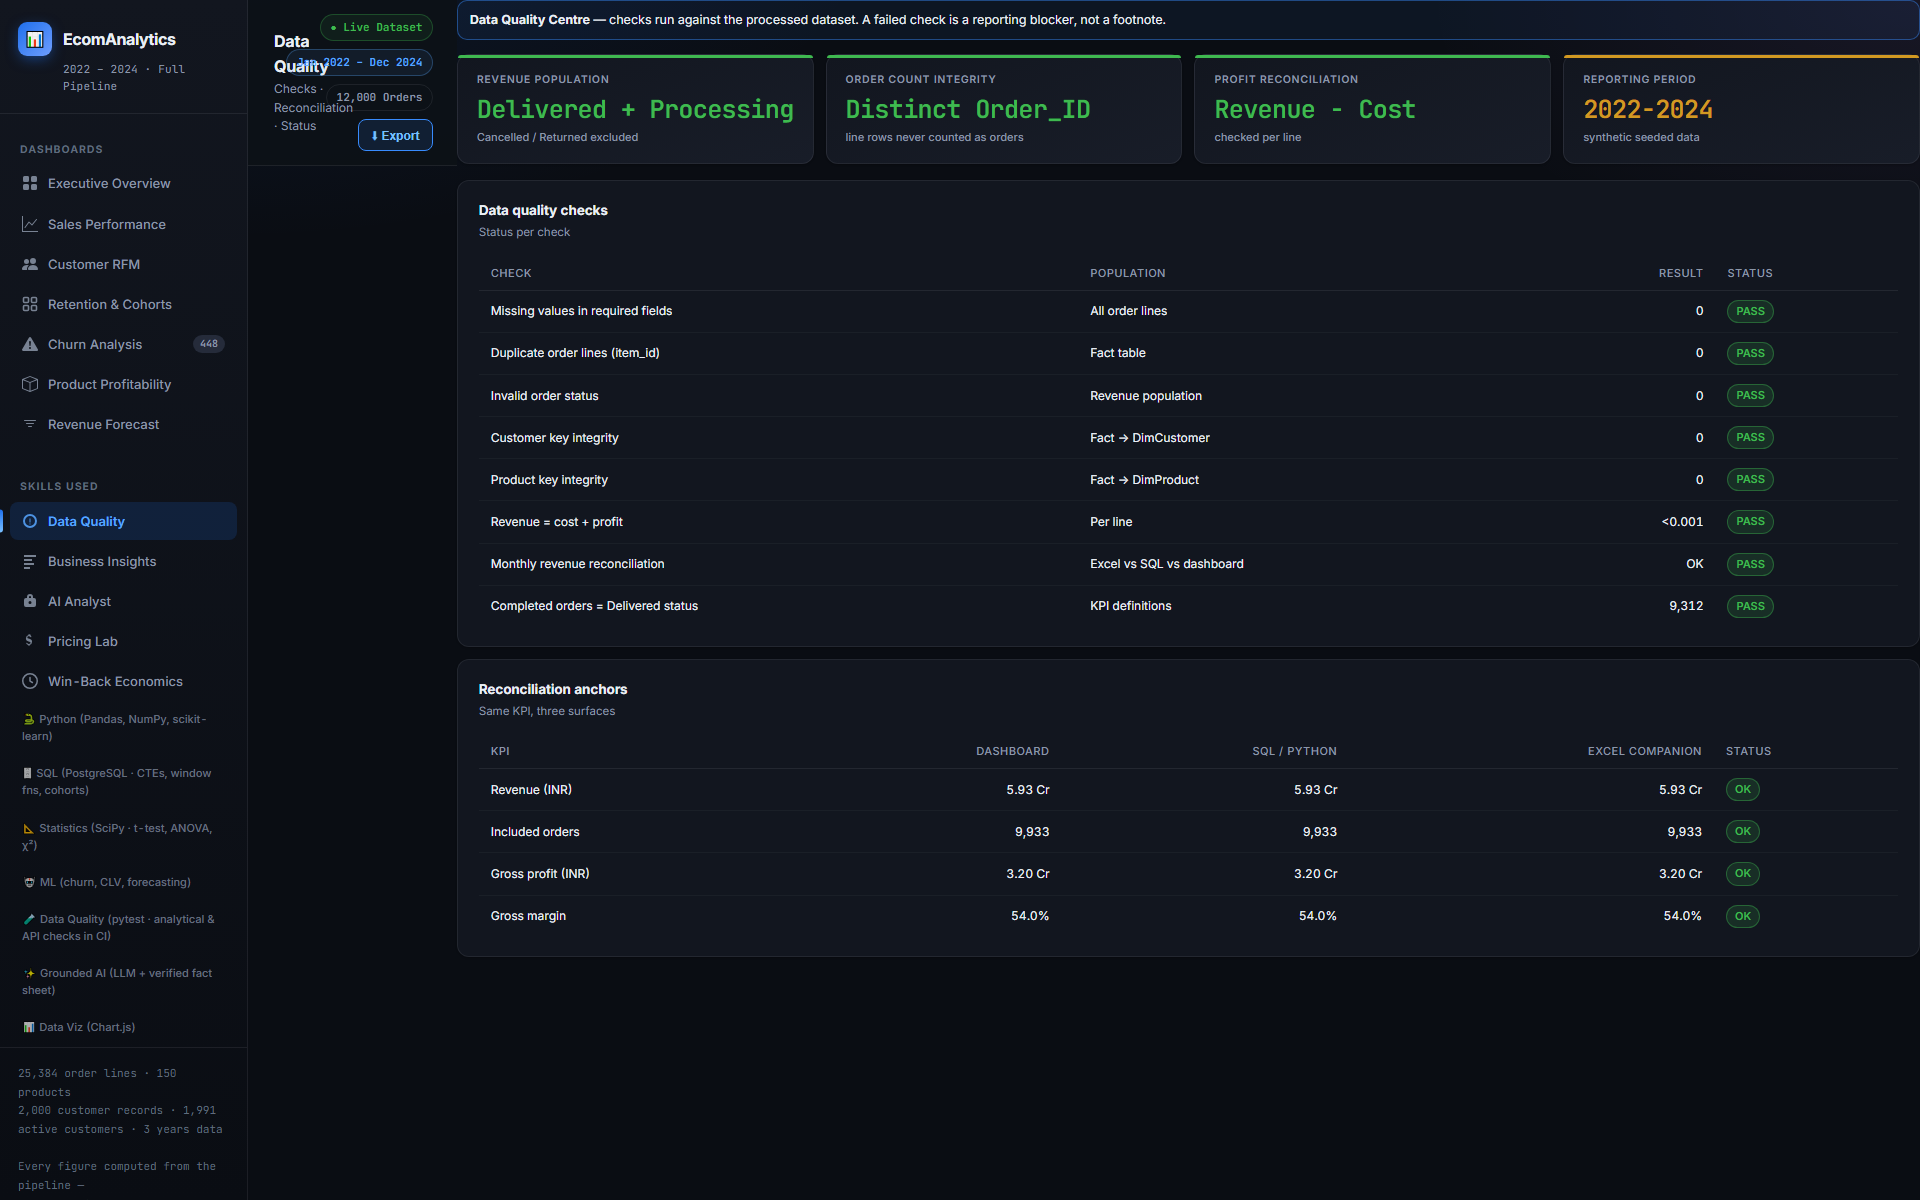 EcomAnalytics
2022 – 2024 · Full
Pipeline
DASHBOARDS
Executive Overview
Sales Performance
Customer RFM
Retention & Cohorts
Churn Analysis 448
Product Profitability
Revenue Forecast
SKILLS USED
Data Quality
Business Insights
AI Analyst
Pricing Lab
Win-Back Economics
Python (Pandas, NumPy, scikit-
learn)
SQL (PostgreSQL · CTEs, window
fns, cohorts)
Statistics (SciPy · t-test, ANOVA,
χ²)
ML (churn, CLV, forecasting)
Data Quality (pytest · analytical &
API checks in CI)
Grounded AI (LLM + verified fact
sheet)
Data Viz (Chart.js)
25,384 order lines · 150
products
2,000 customer records · 1,991
active customers · 3 years data
Every figure computed from the
pipeline —
Data
Quality
Checks ·
Reconciliation
· Status
● Live Dataset
2022 – Dec 2024
12,000 Orders
⬇ Export
Data Quality Centre — checks run against the processed dataset. A failed check is a reporting blocker, not a footnote.
REVENUE POPULATION
Delivered + Processing
Cancelled / Returned excluded
ORDER COUNT INTEGRITY
Distinct Order_ID
line rows never counted as orders
PROFIT RECONCILIATION
Revenue - Cost
checked per line
REPORTING PERIOD
2022-2024
synthetic seeded data
Data quality checks
Status per check
CHECK POPULATION RESULT STATUS
Missing values in required fields All order lines 0 PASS
Duplicate order lines (item_id) Fact table 0 PASS
Invalid order status Revenue population 0 PASS
Customer key integrity Fact → DimCustomer 0 PASS
Product key integrity Fact → DimProduct 0 PASS
Revenue = cost + profit Per line <0.001 PASS
Monthly revenue reconciliation Excel vs SQL vs dashboard OK PASS
Completed orders = Delivered status KPI definitions 9,312 PASS
Reconciliation anchors
Same KPI, three surfaces
KPI DASHBOARD SQL / PYTHON EXCEL COMPANION STATUS
Revenue (INR) 5.93 Cr 5.93 Cr 5.93 Cr OK
Included orders 9,933 9,933 9,933 OK
Gross profit (INR) 3.20 Cr 3.20 Cr 3.20 Cr OK
Gross margin 54.0% 54.0% 54.0% OK